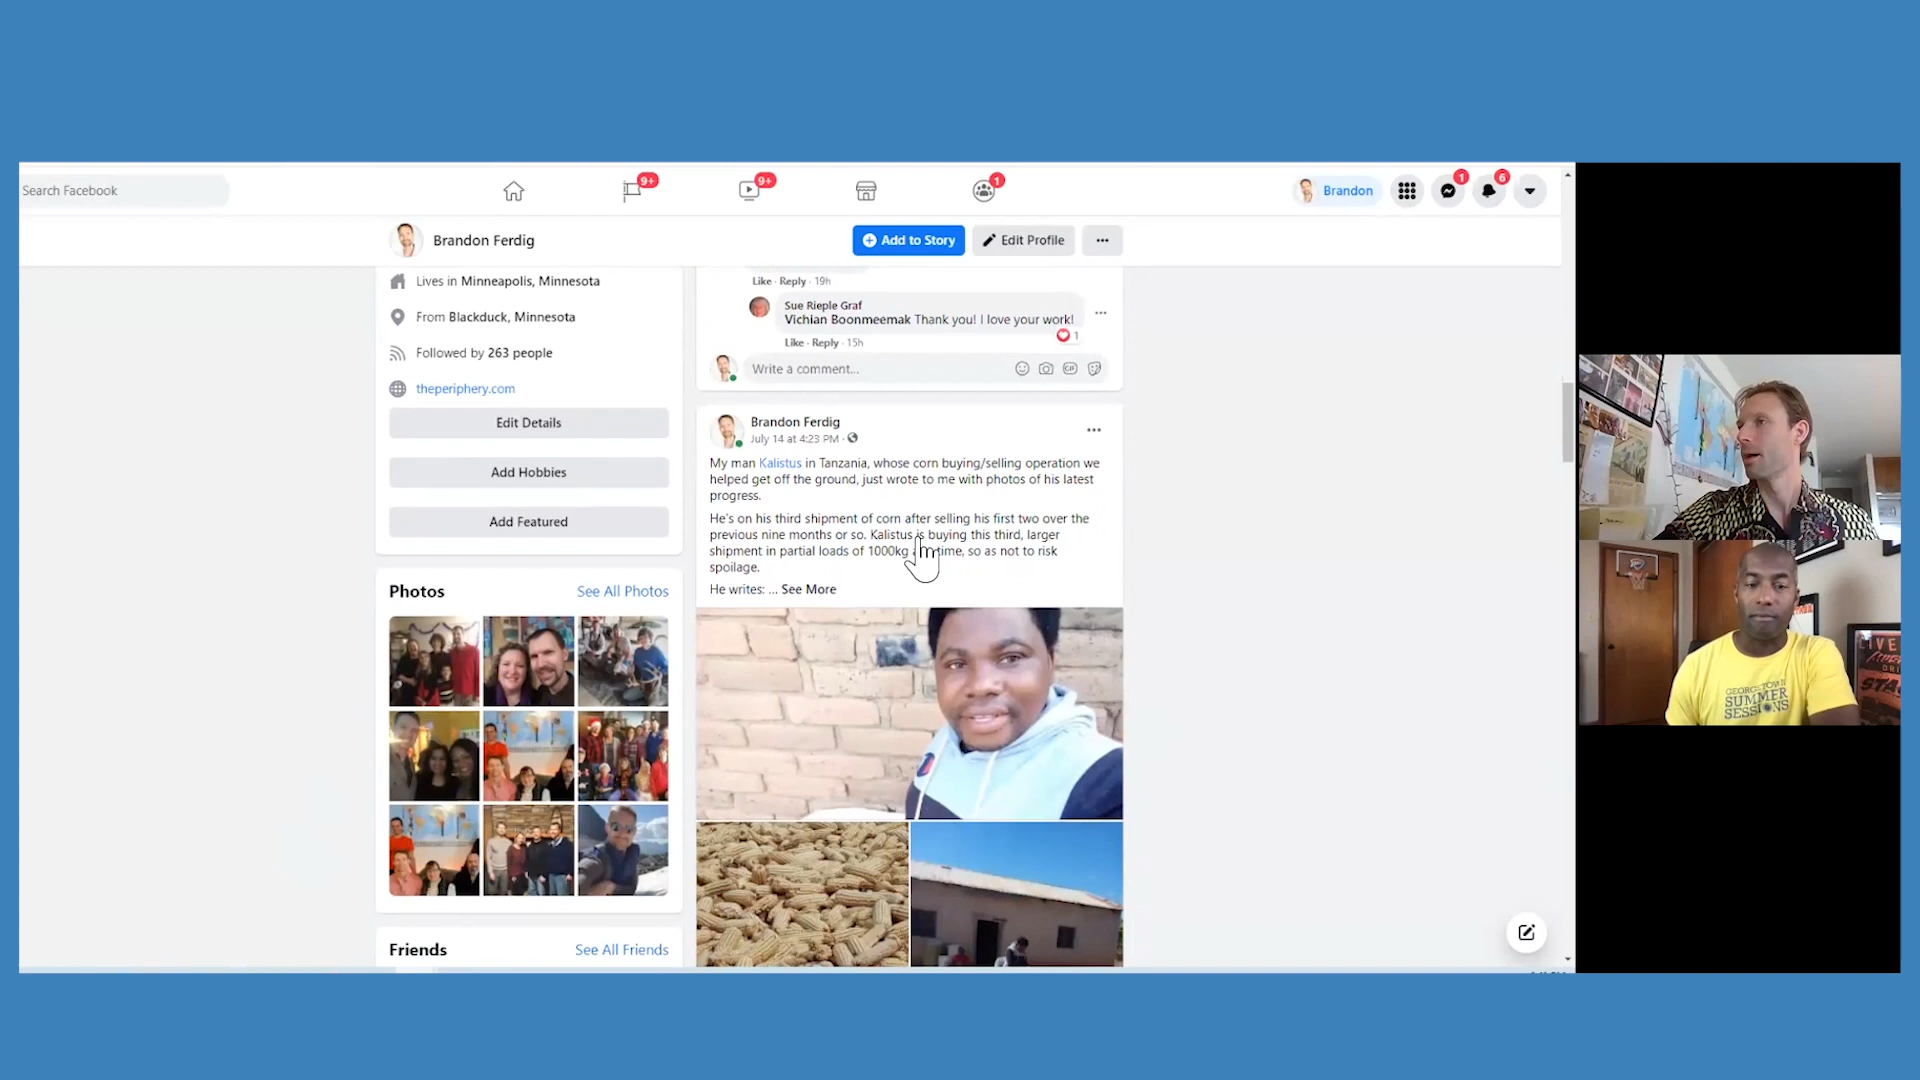 Search Facebook
9+
9+
1
Brandon
1
6
Brandon Ferdig
Add to Story
Edit Profile
Lives in Minneapolis, Minnesota
From Blackduck, Minnesota
Followed by 263 people
theperiphery.com
Edit Details
Add Hobbies
Add Featured
Photos
See All Photos
Friends
See All Friends
Like · Reply · 19h
Sue Rieple Graf
Vichian Boonmeemak Thank you! I love your work!
1
Like · Reply · 15h
Write a comment...
GIF
Brandon Ferdig
July 14 at 4:23 PM ·
My man Kalistus in Tanzania, whose corn buying/selling operation we
helped get off the ground, just wrote to me with photos of his latest
progress.
He's on his third shipment of corn after selling his first two over the
previous nine months or so. Kalistus is buying this third, larger
shipment in partial loads of 1000kg time, so as not to risk
spoilage.
He writes: ... See More
GEORGETOWN
SUMMER
SESSIONS
LIVE